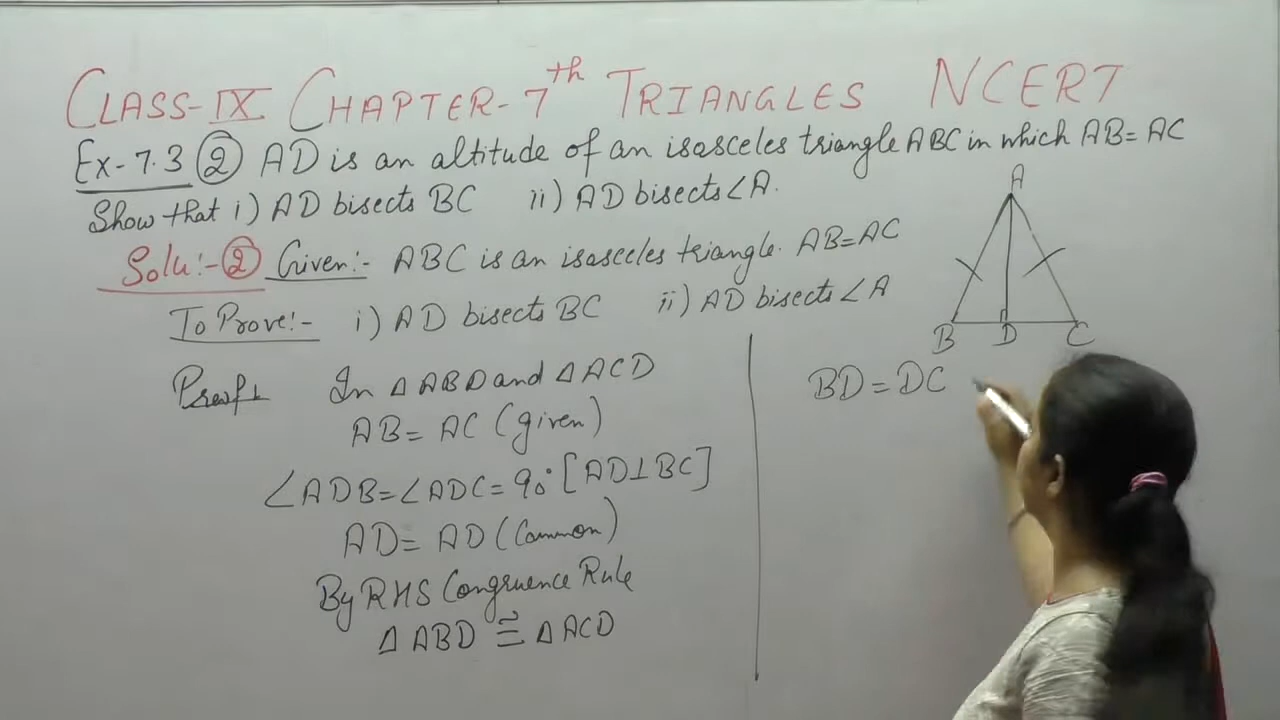 CLASS-IX CHAPTER-7th TRIANGLES NCERT
Ex-7.3 ② AD is an altitude of an isosceles triangle ABC in which AB=AC
Show that i) AD bisects BC ii) AD bisects ∠A.
Solu:-② Given:- ABC is an isosceles triangle. AB=AC
To Prove:- i) AD bisects BC ii) AD bisects ∠A
Proof:- In Δ ABD and Δ ACD
AB= AC (given)
∠ADB=∠ADC=90° [AD⊥BC]
AD= AD (Common)
By RHS Congruence Rule
Δ ABD ≅ Δ ACD
A
B D C
BD=DC